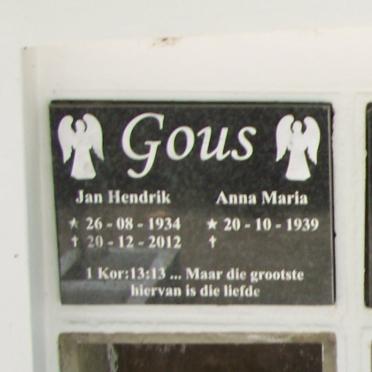 Gous
Jan Hendrik Anna Maria
★ 26 - 08 - 1934 ★ 20 - 10 - 1939
† 20 - 12 - 2012 †
1 Kor:13:13 ... Maar die grootste
hiervan is die liefde